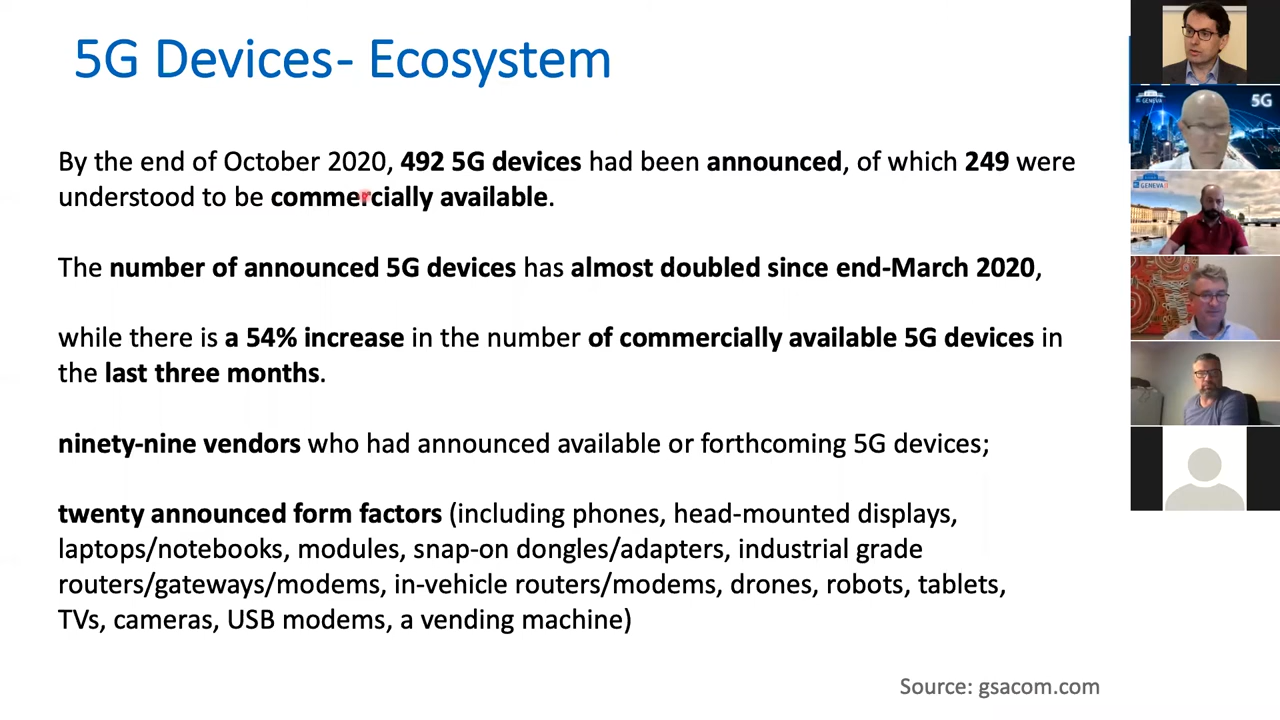 5G Devices- Ecosystem
By the end of October 2020, 492 5G devices had been announced, of which 249 were
understood to be commercially available.
The number of announced 5G devices has almost doubled since end-March 2020,
while there is a 54% increase in the number of commercially available 5G devices in
the last three months.
ninety-nine vendors who had announced available or forthcoming 5G devices;
twenty announced form factors (including phones, head-mounted displays,
laptops/notebooks, modules, snap-on dongles/adapters, industrial grade
routers/gateways/modems, in-vehicle routers/modems, drones, robots, tablets,
TVs, cameras, USB modems, a vending machine)
Source: gsacom.com
GENEVA
5G
GENEVA